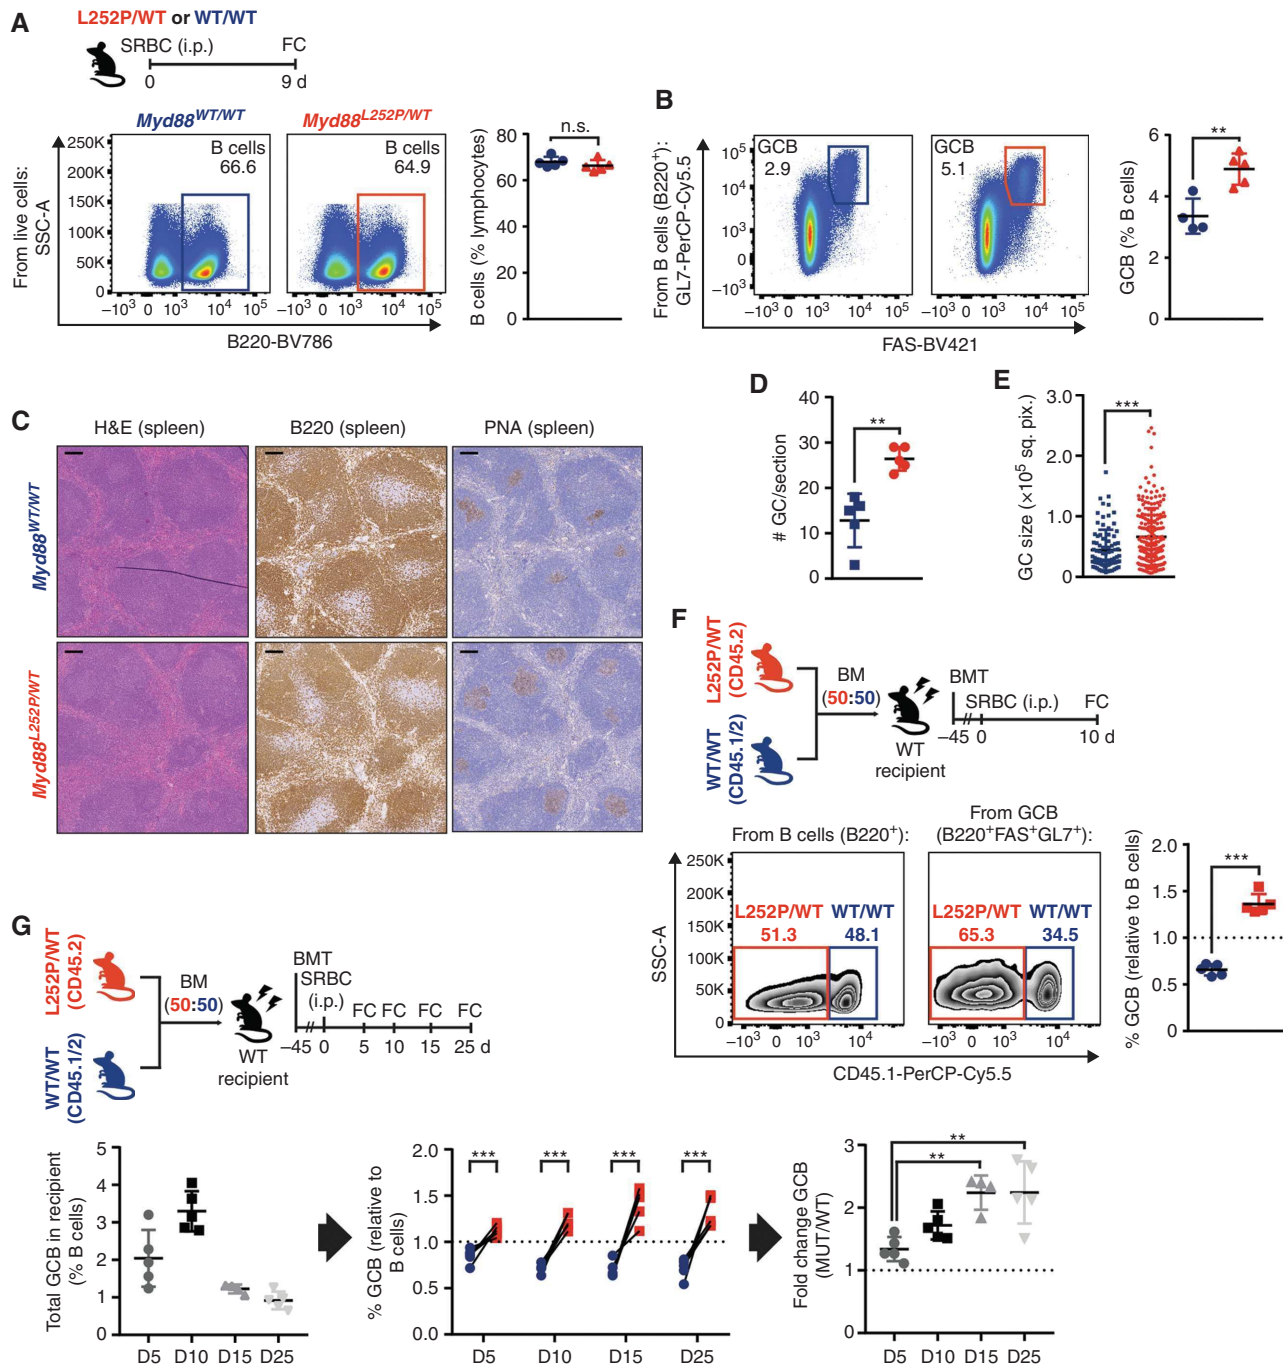 A
L252P/WT or WT/WT
SRBC (i.p.)
FC
0
9 d
Myd88WT/WT
Myd88L252P/WT
From live cells:
SSC-A
250K
200K
150K
100K
50K
0
B cells
66.6
B cells
64.9
−10³ 0 10³ 10⁴ 10⁵
−10³ 0 10³ 10⁴ 10⁵
B220-BV786
B cells (% lymphocytes)
80
60
40
20
0
n.s.
B
From B cells (B220⁺):
GL7-PerCP-Cy5.5
10⁵
10⁴
10³
0
−10³
GCB
2.9
GCB
5.1
−10³ 0 10³ 10⁴ 10⁵
−10³ 0 10³ 10⁴ 10⁵
FAS-BV421
GCB (% B cells)
6
4
2
0
**
C
H&E (spleen)
B220 (spleen)
PNA (spleen)
Myd88WT/WT
Myd88L252P/WT
D
# GC/section
40
30
20
10
0
**
E
GC size (×10⁵ sq. pix.)
3.0
2.0
1.0
0
***
F
L252P/WT
(CD45.2)
WT/WT
(CD45.1/2)
BM
(50:50)
WT
recipient
BMT
SRBC (i.p.)
FC
−45 0
10 d
From B cells (B220⁺):
From GCB
(B220⁺FAS⁺GL7⁺):
SSC-A
250K
200K
150K
100K
50K
0
L252P/WT
51.3
WT/WT
48.1
L252P/WT
65.3
WT/WT
34.5
−10³ 0 10³ 10⁴
−10³ 0 10³ 10⁴
CD45.1-PerCP-Cy5.5
% GCB (relative to B cells)
2.0
1.5
1.0
0.5
0
***
G
L252P/WT
(CD45.2)
WT/WT
(CD45.1/2)
BM
(50:50)
WT
recipient
BMT
SRBC
(i.p.)
FC FC FC FC
−45 0 5 10 15 25 d
Total GCB in recipient
(% B cells)
5
4
3
2
1
0
D5 D10 D15 D25
% GCB (relative to
B cells)
2.0
1.5
1.0
0.5
0.0
*** *** *** ***
D5 D10 D15 D25
Fold change GCB
(MUT/WT)
3
2
1
0
**
**
D5 D10 D15 D25